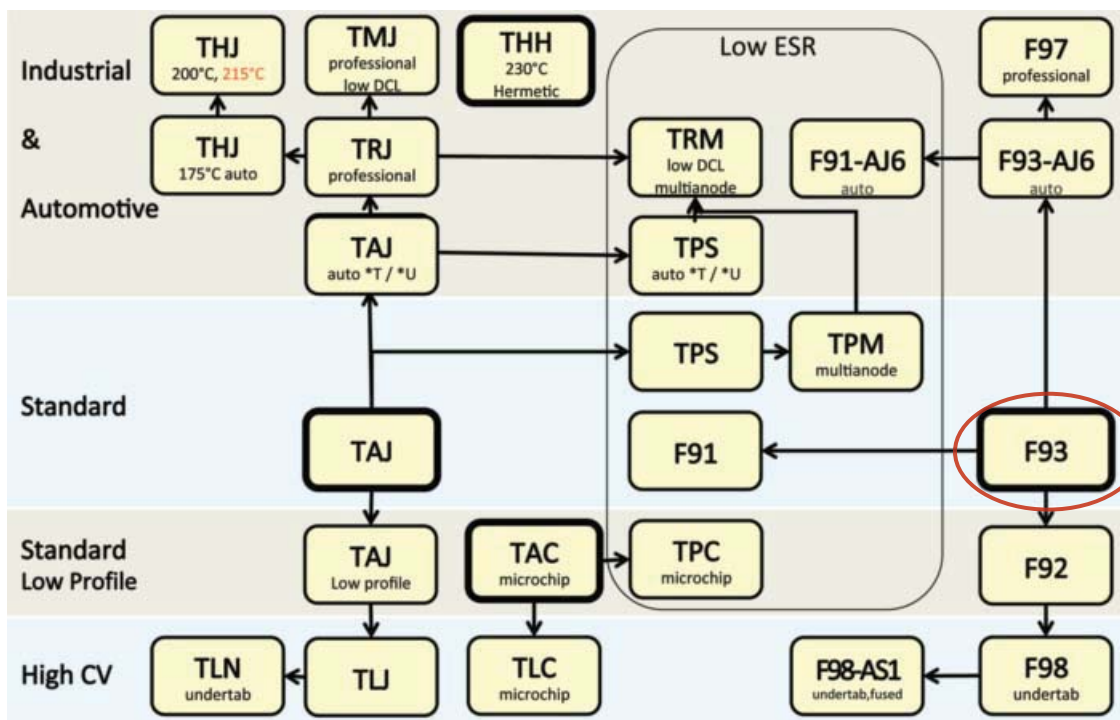 Industrial
&
Automotive
THJ
200°C, 215°C
TMJ
professional
low DCL
THH
230°C
Hermetic
Low ESR
F97
professional
THJ
175°C auto
TRJ
professional
TRM
low DCL
multianode
F91-AJ6
auto
F93-AJ6
auto
TAJ
auto *T / *U
TPS
auto *T / *U
Standard
TPS
TPM
multianode
TAJ
F91
F93
Standard
Low Profile
TAJ
Low profile
TAC
microchip
TPC
microchip
F92
High CV
TLN
undertab
TLJ
TLC
microchip
F98-AS1
undertab,fused
F98
undertab